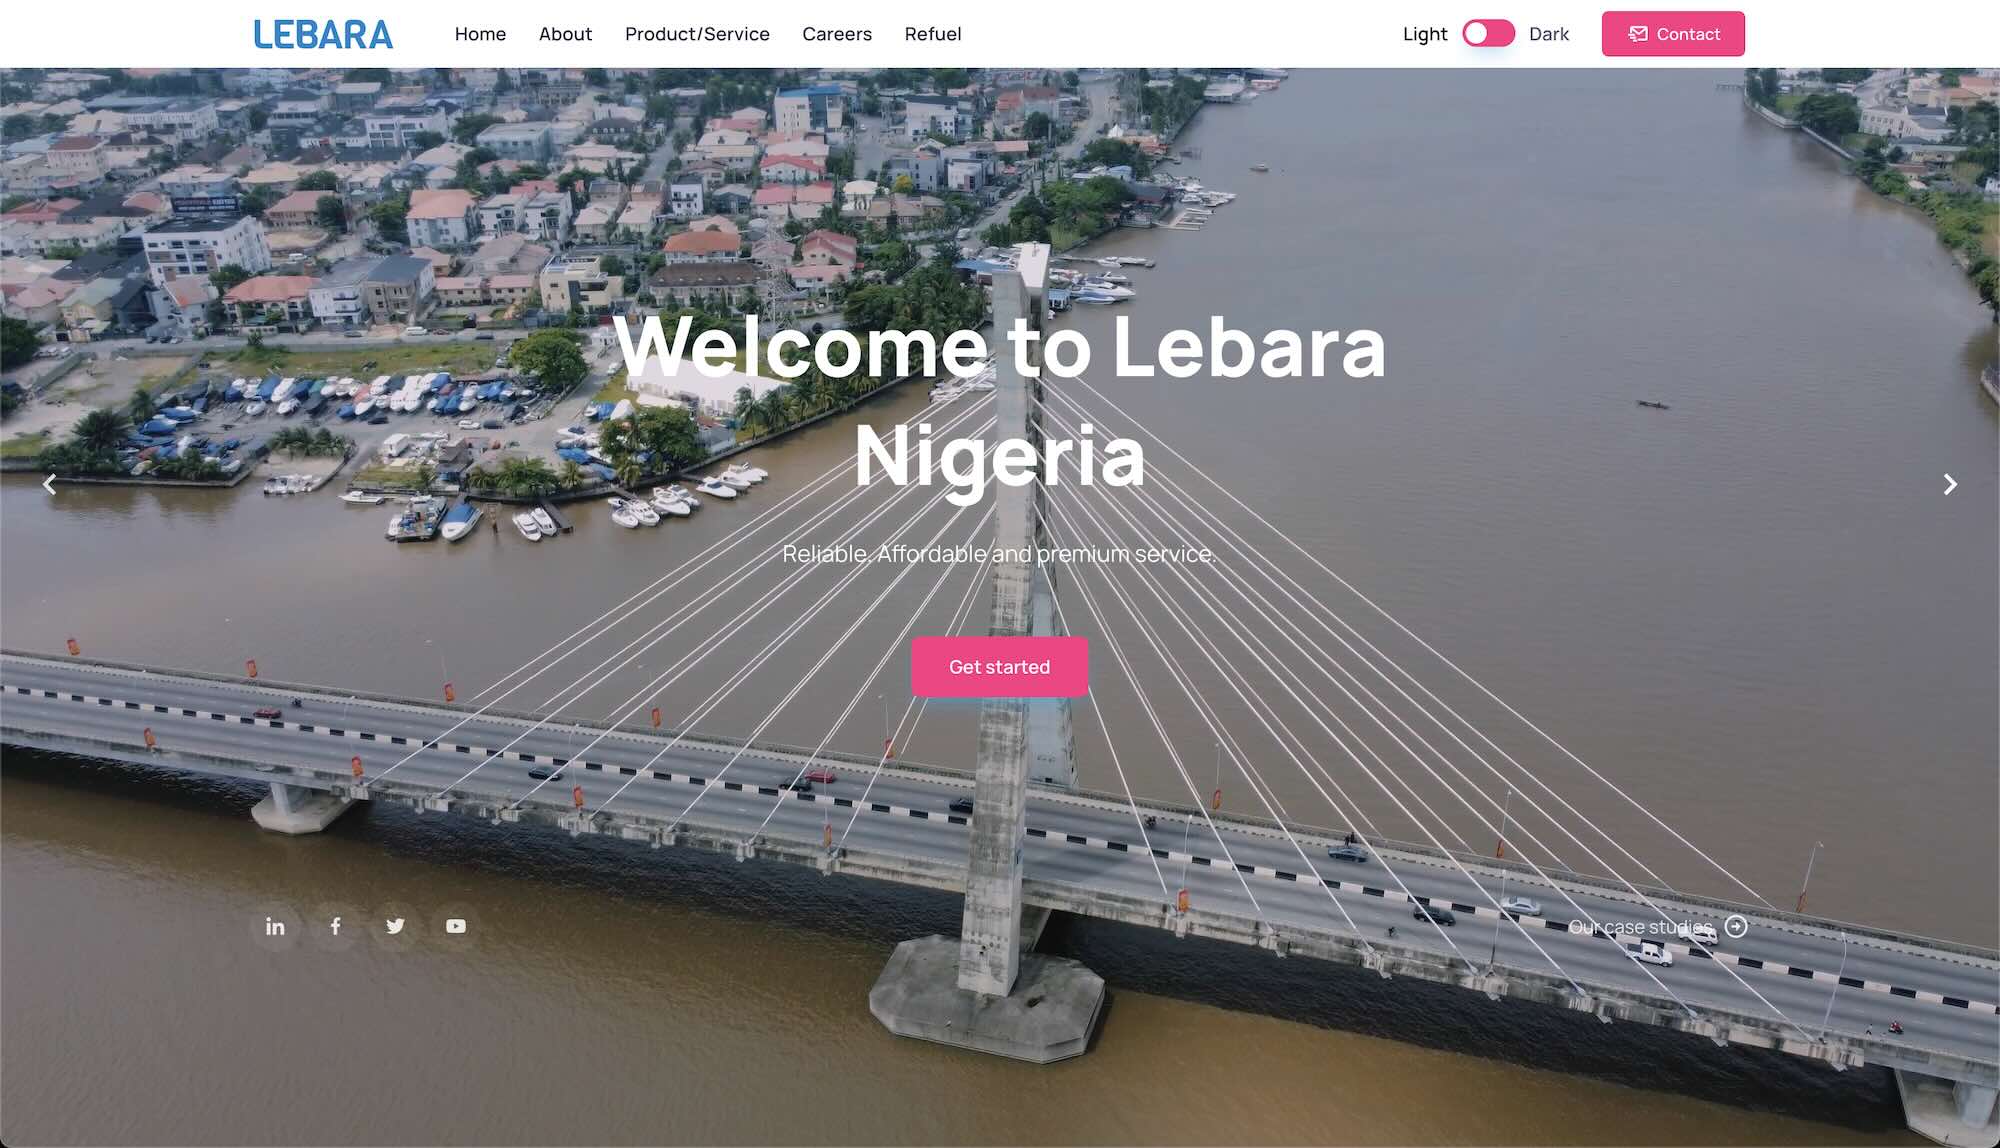 LEBARA
Home
About
Product/Service
Careers
Refuel
Light
Dark
Contact
Welcome to Lebara
Nigeria
Reliable. Affordable and premium service.
Get started
Our case studies